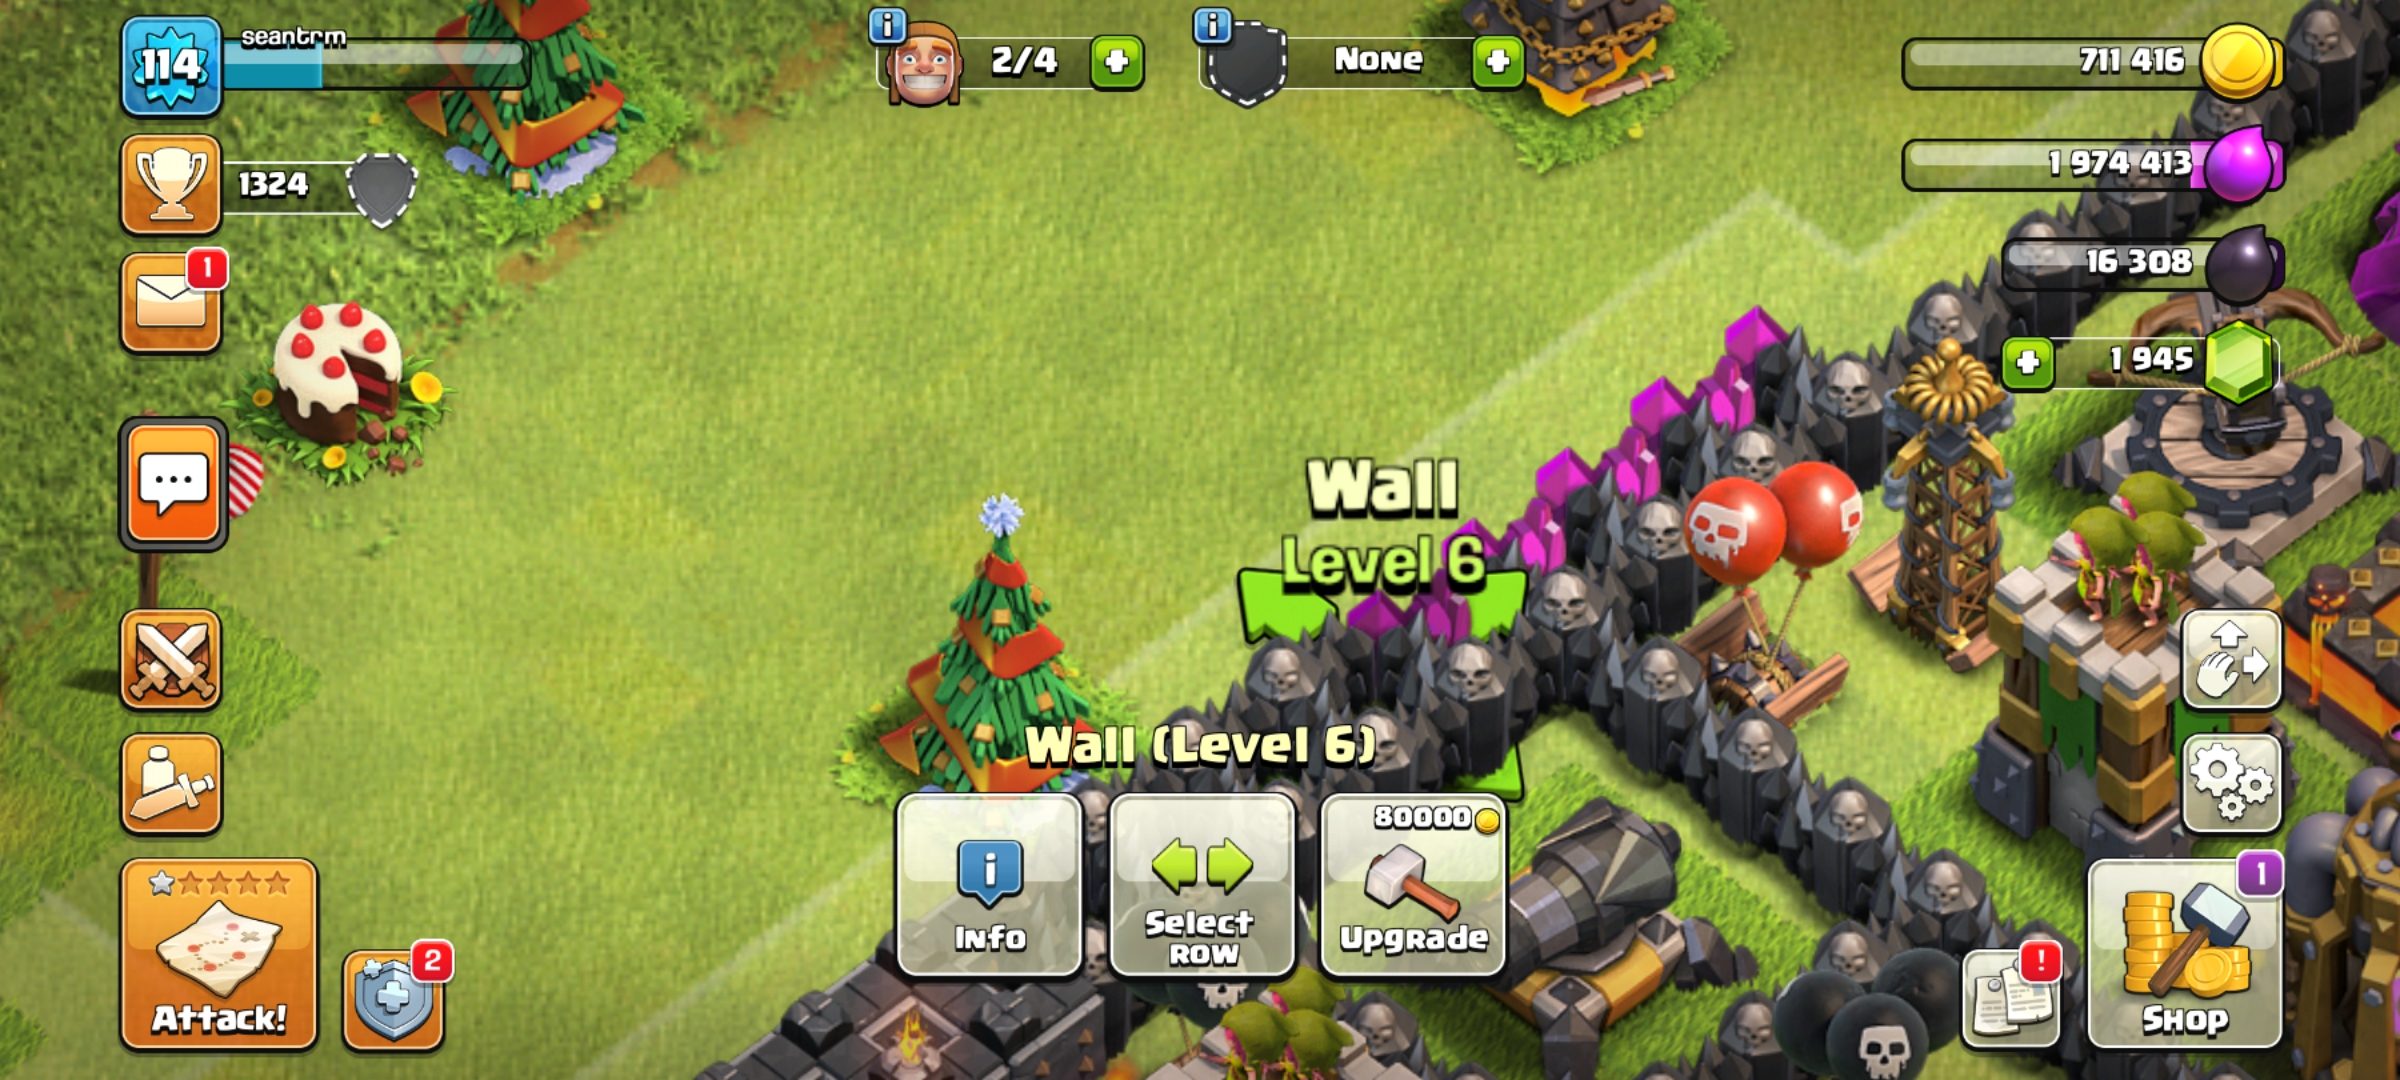 114
seantrm
2/4
None
711 416
1324
1 974 413
1
16 308
1 945
Wall
Level 6
Wall (Level 6)
80000
Info
Select
Row
Upgrade
1
Attack!
2
!
Shop